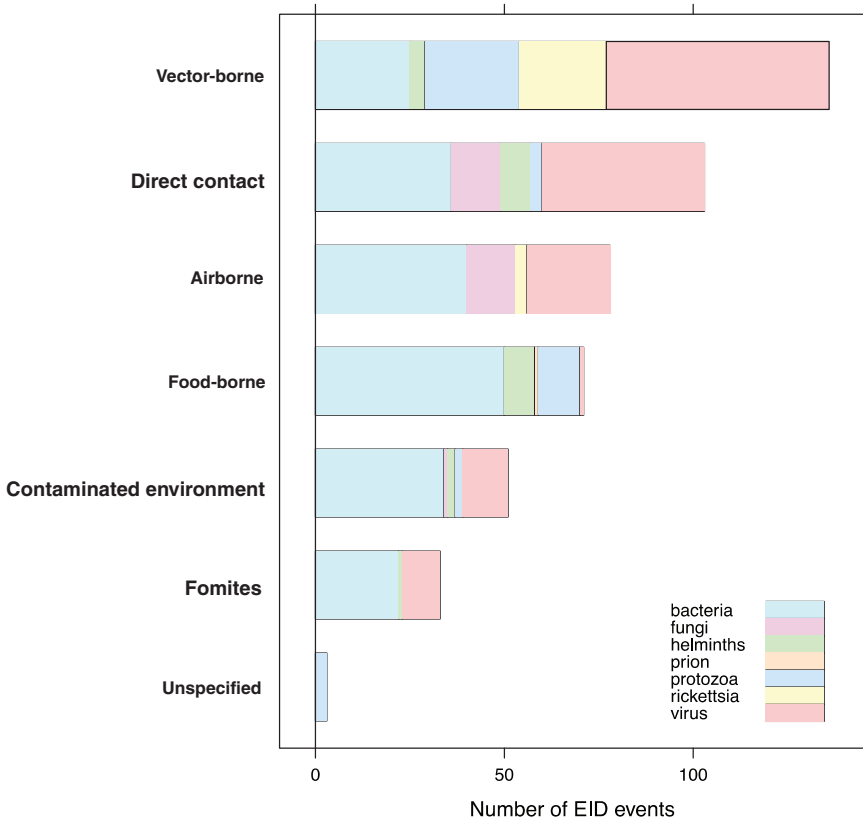 Vector-borne
Direct contact
Airborne
Food-borne
Contaminated environment
Fomites
Unspecified
bacteria
fungi
helminths
prion
protozoa
rickettsia
virus
0 50 100
Number of EID events